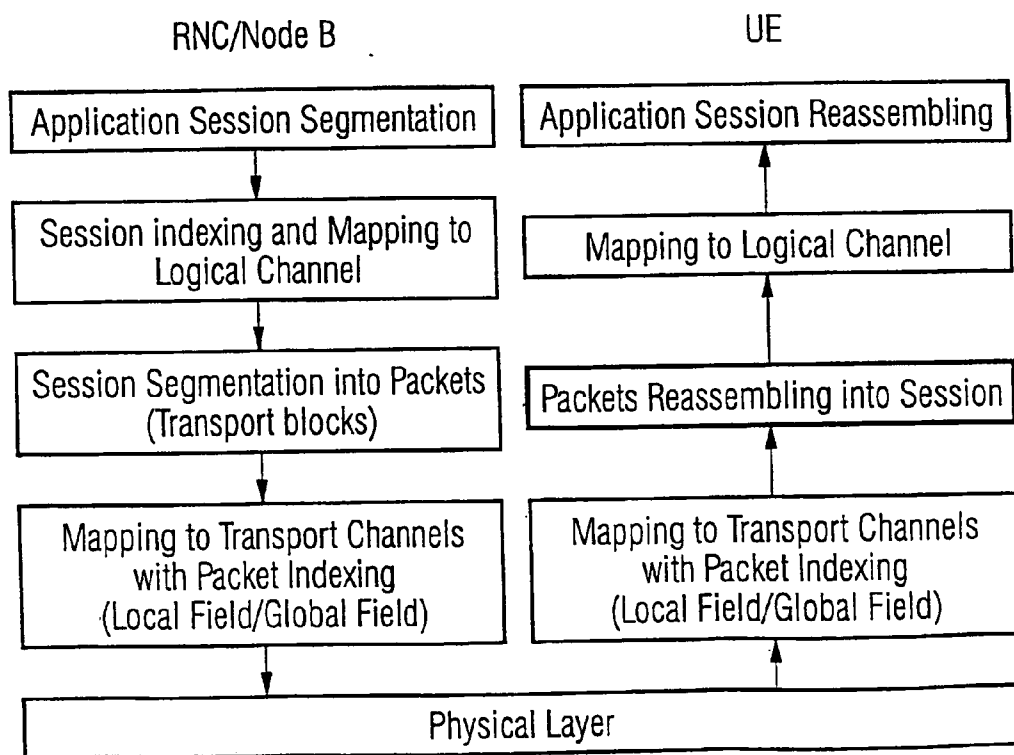 RNC/Node B
UE
Application Session Segmentation
Application Session Reassembling
Session indexing and Mapping to
Logical Channel
Mapping to Logical Channel
Session Segmentation into Packets
(Transport blocks)
Packets Reassembling into Session
Mapping to Transport Channels
with Packet Indexing
(Local Field/Global Field)
Mapping to Transport Channels
with Packet Indexing
(Local Field/Global Field)
Physical Layer